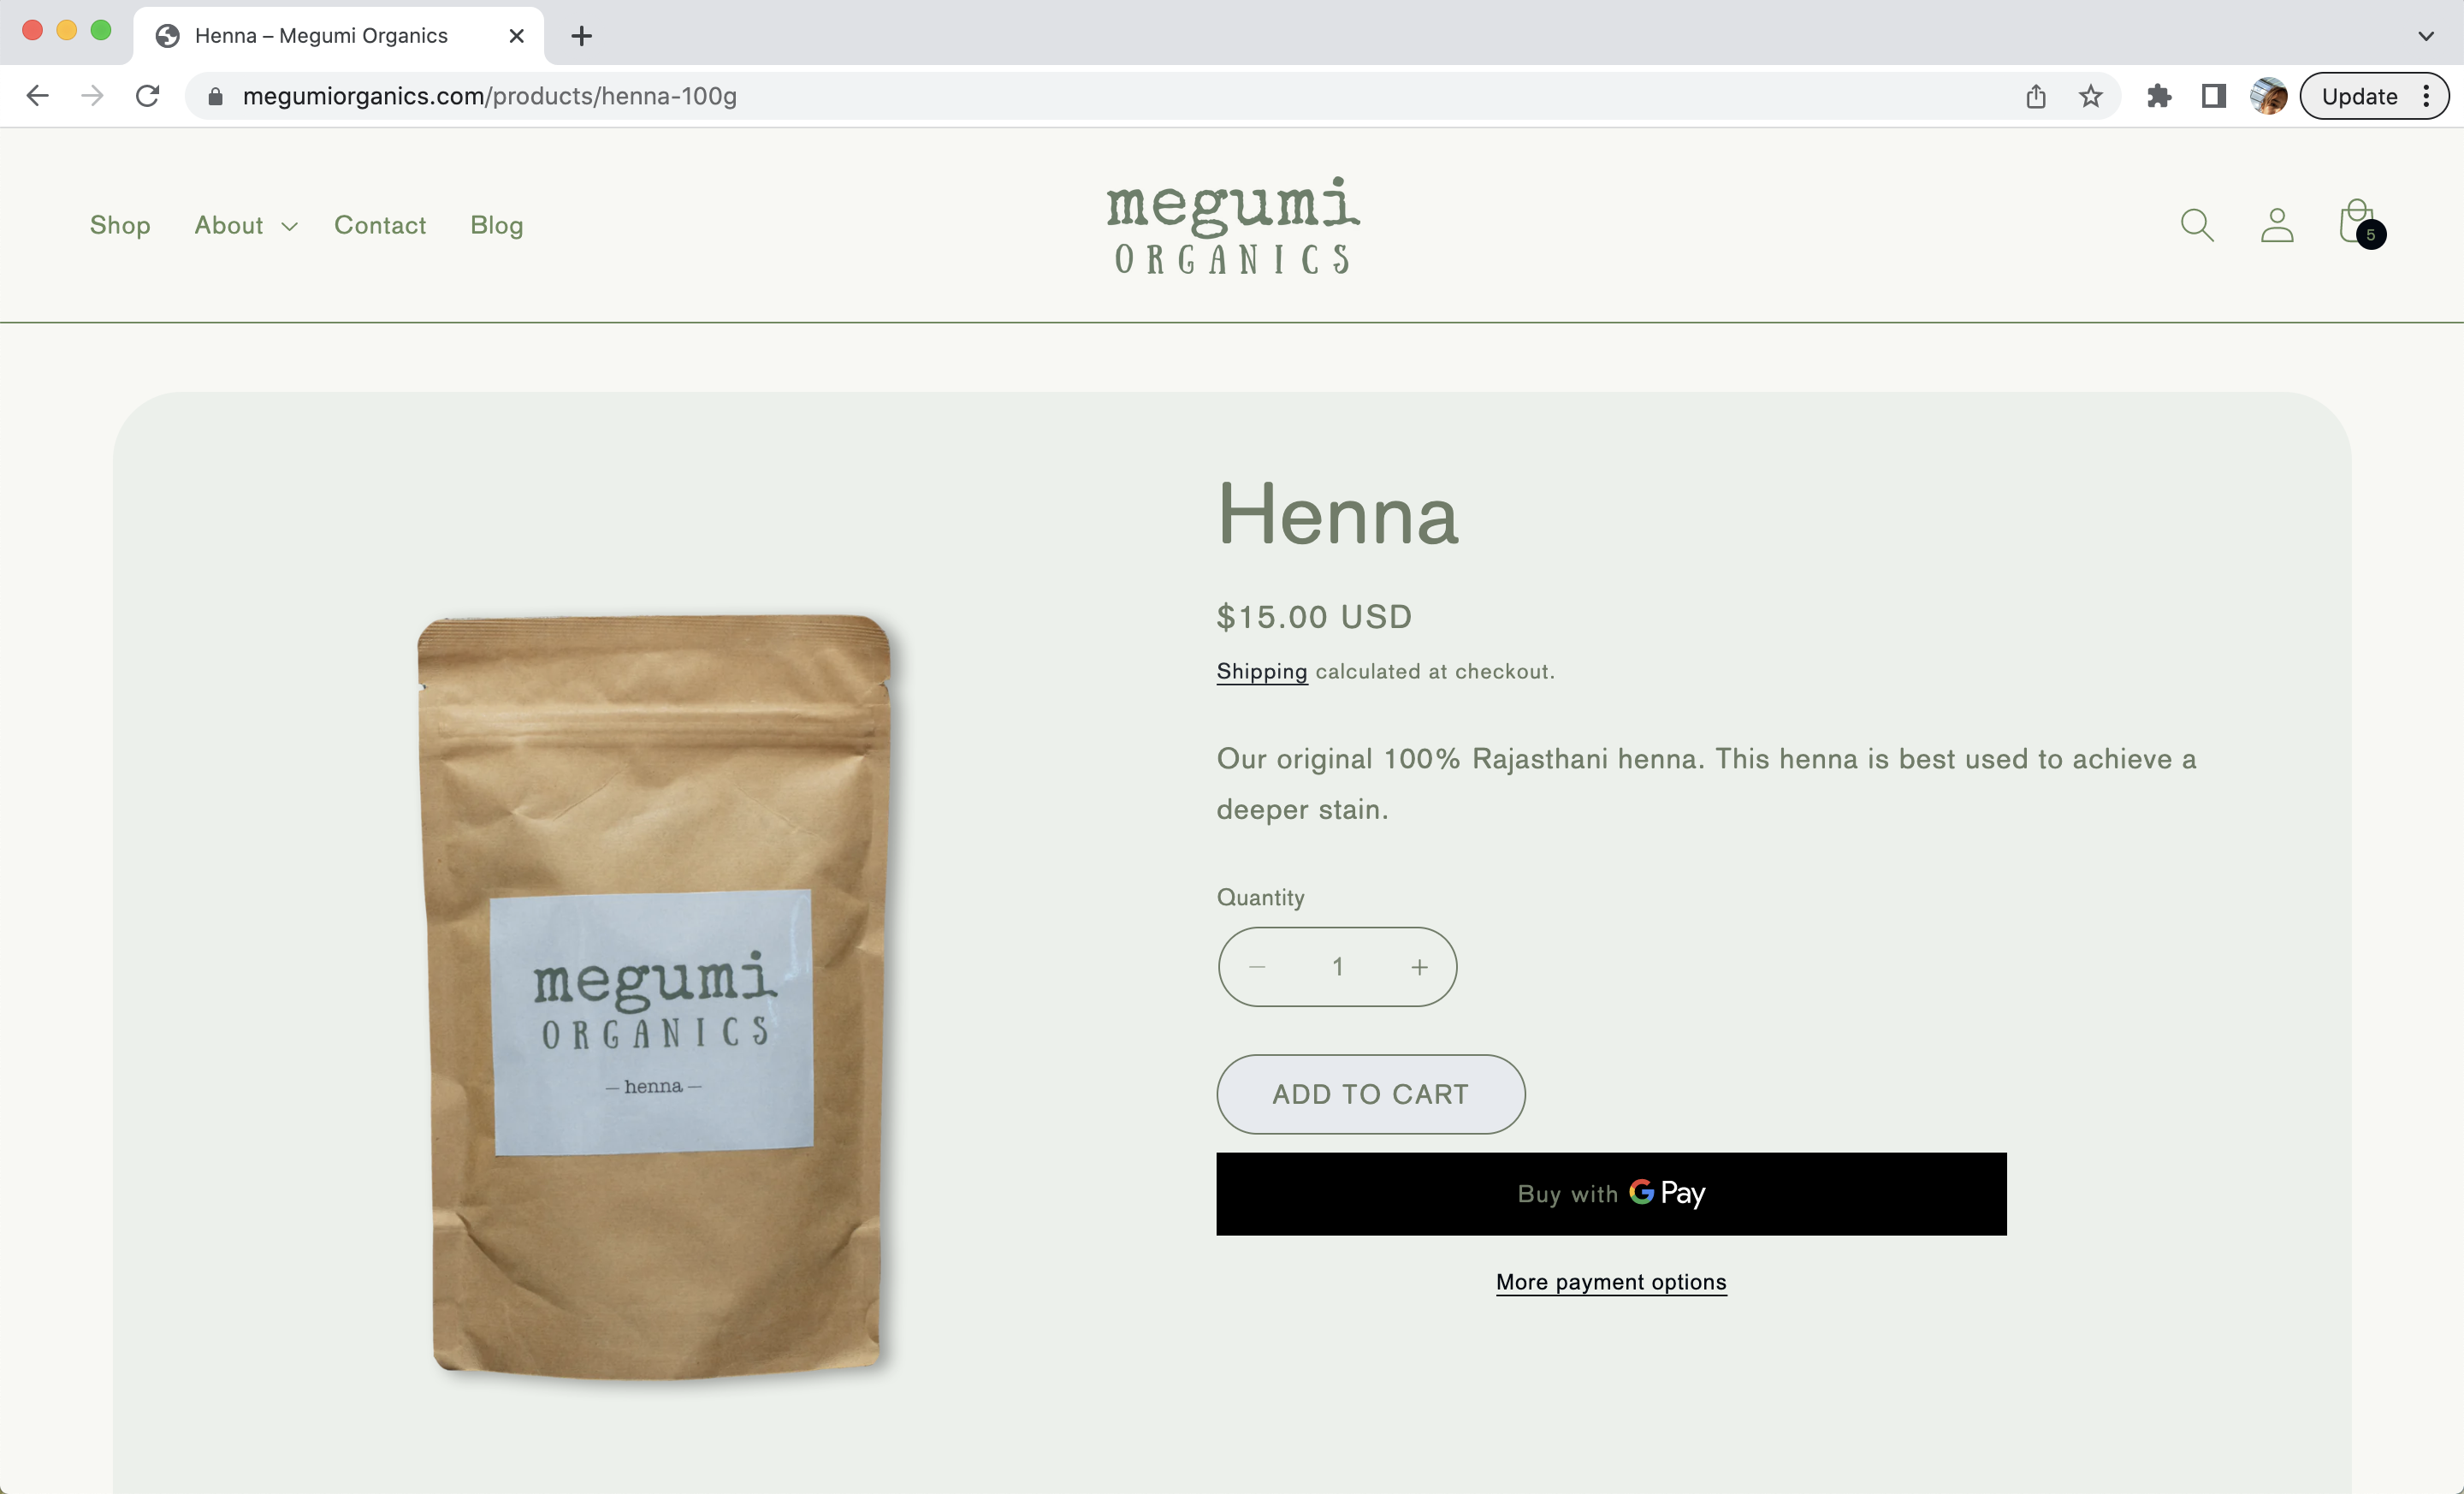 Henna – Megumi Organics
megumiorganics.com/products/henna-100g
Update
Shop About Contact Blog
megumi
ORGANICS
5
Henna
$15.00 USD
Shipping calculated at checkout.
Our original 100% Rajasthani henna. This henna is best used to achieve a
deeper stain.
Quantity
− 1 +
ADD TO CART
Buy with G Pay
More payment options
megumi
ORGANICS
– henna –